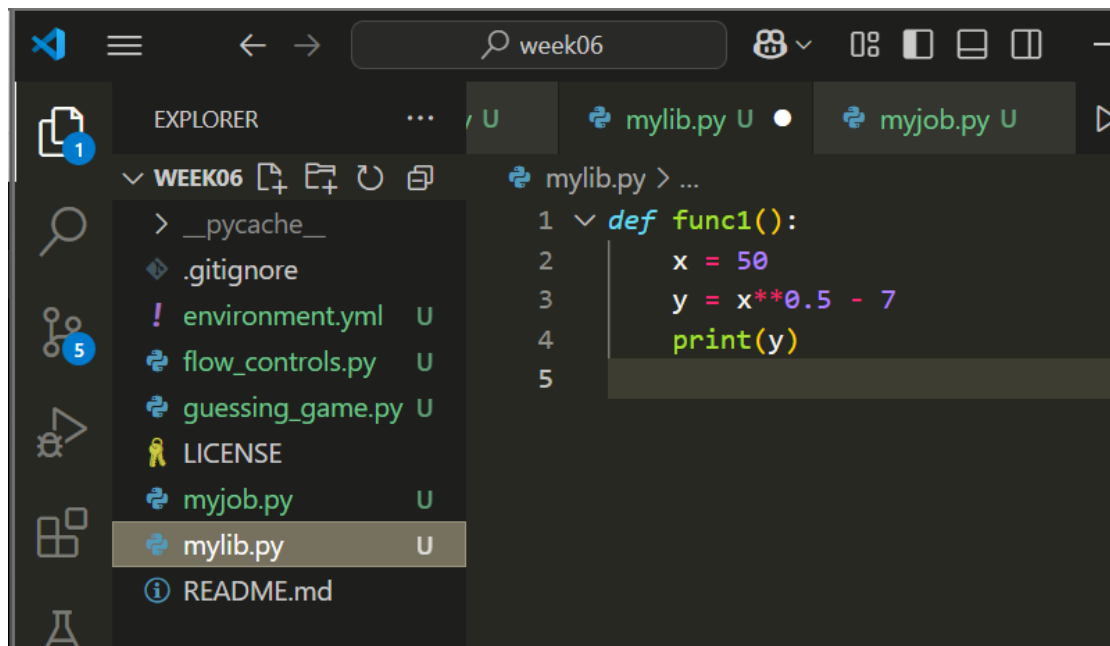 week06
EXPLORER ...
1
U
mylib.py U
myjob.py U
WEEK06
mylib.py > ...
__pycache__
.gitignore
! environment.yml U
flow_controls.py U
5
guessing_game.py U
LICENSE
myjob.py U
mylib.py U
README.md
1 def func1():
2 x = 50
3 y = x**0.5 - 7
4 print(y)
5